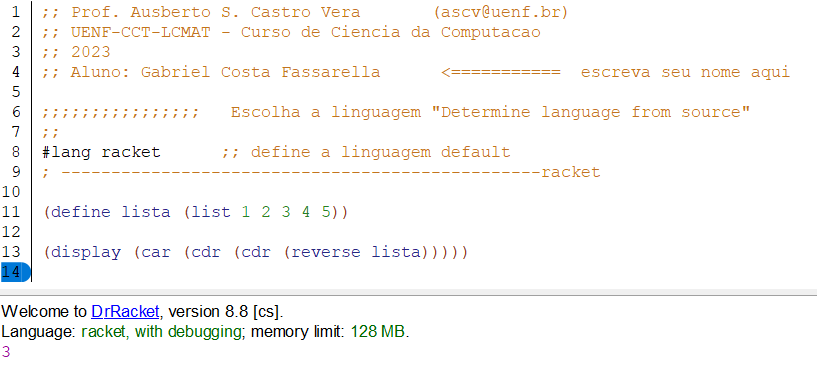 1 ;; Prof. Ausberto S. Castro Vera (ascv@uenf.br)
2 ;; UENF-CCT-LCMAT - Curso de Ciencia da Computacao
3 ;; 2023
4 ;; Aluno: Gabriel Costa Fassarella <=========== escreva seu nome aqui
5
6 ;;;;;;;;;;;;;;;; Escolha a linguagem "Determine language from source"
7 ;;
8 #lang racket ;; define a linguagem default
9 ; ------------------------------------------------racket
10
11 (define lista (list 1 2 3 4 5))
12
13 (display (car (cdr (cdr (reverse lista)))))
14
Welcome to DrRacket, version 8.8 [cs].
Language: racket, with debugging; memory limit: 128 MB.
3